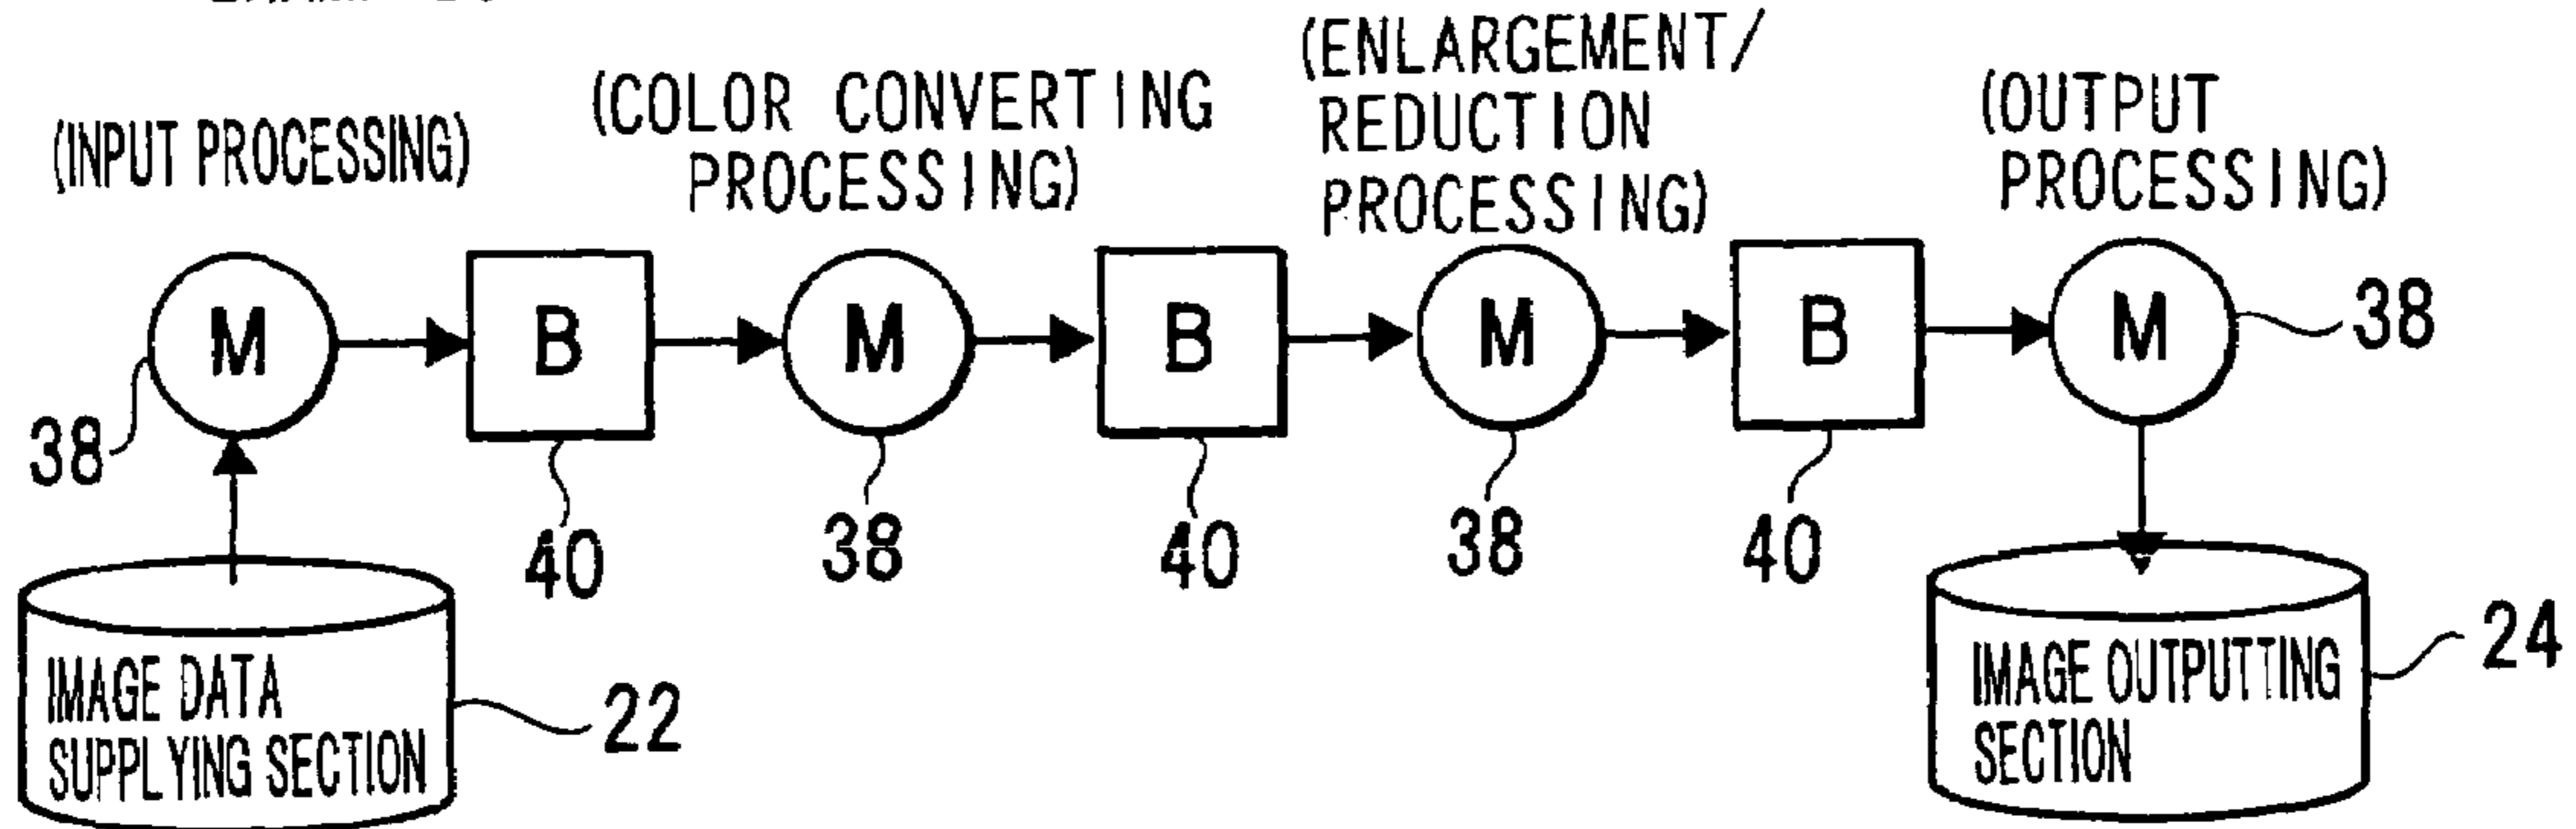 (INPUT PROCESSING)
(COLOR CONVERTING
PROCESSING)
(ENLARGEMENT/
REDUCTION
PROCESSING)
(OUTPUT
PROCESSING)
M
B
M
B
M
B
M
38
38
40
38
40
38
40
IMAGE DATA
SUPPLYING SECTION
22
IMAGE OUTPUTTING
SECTION
24